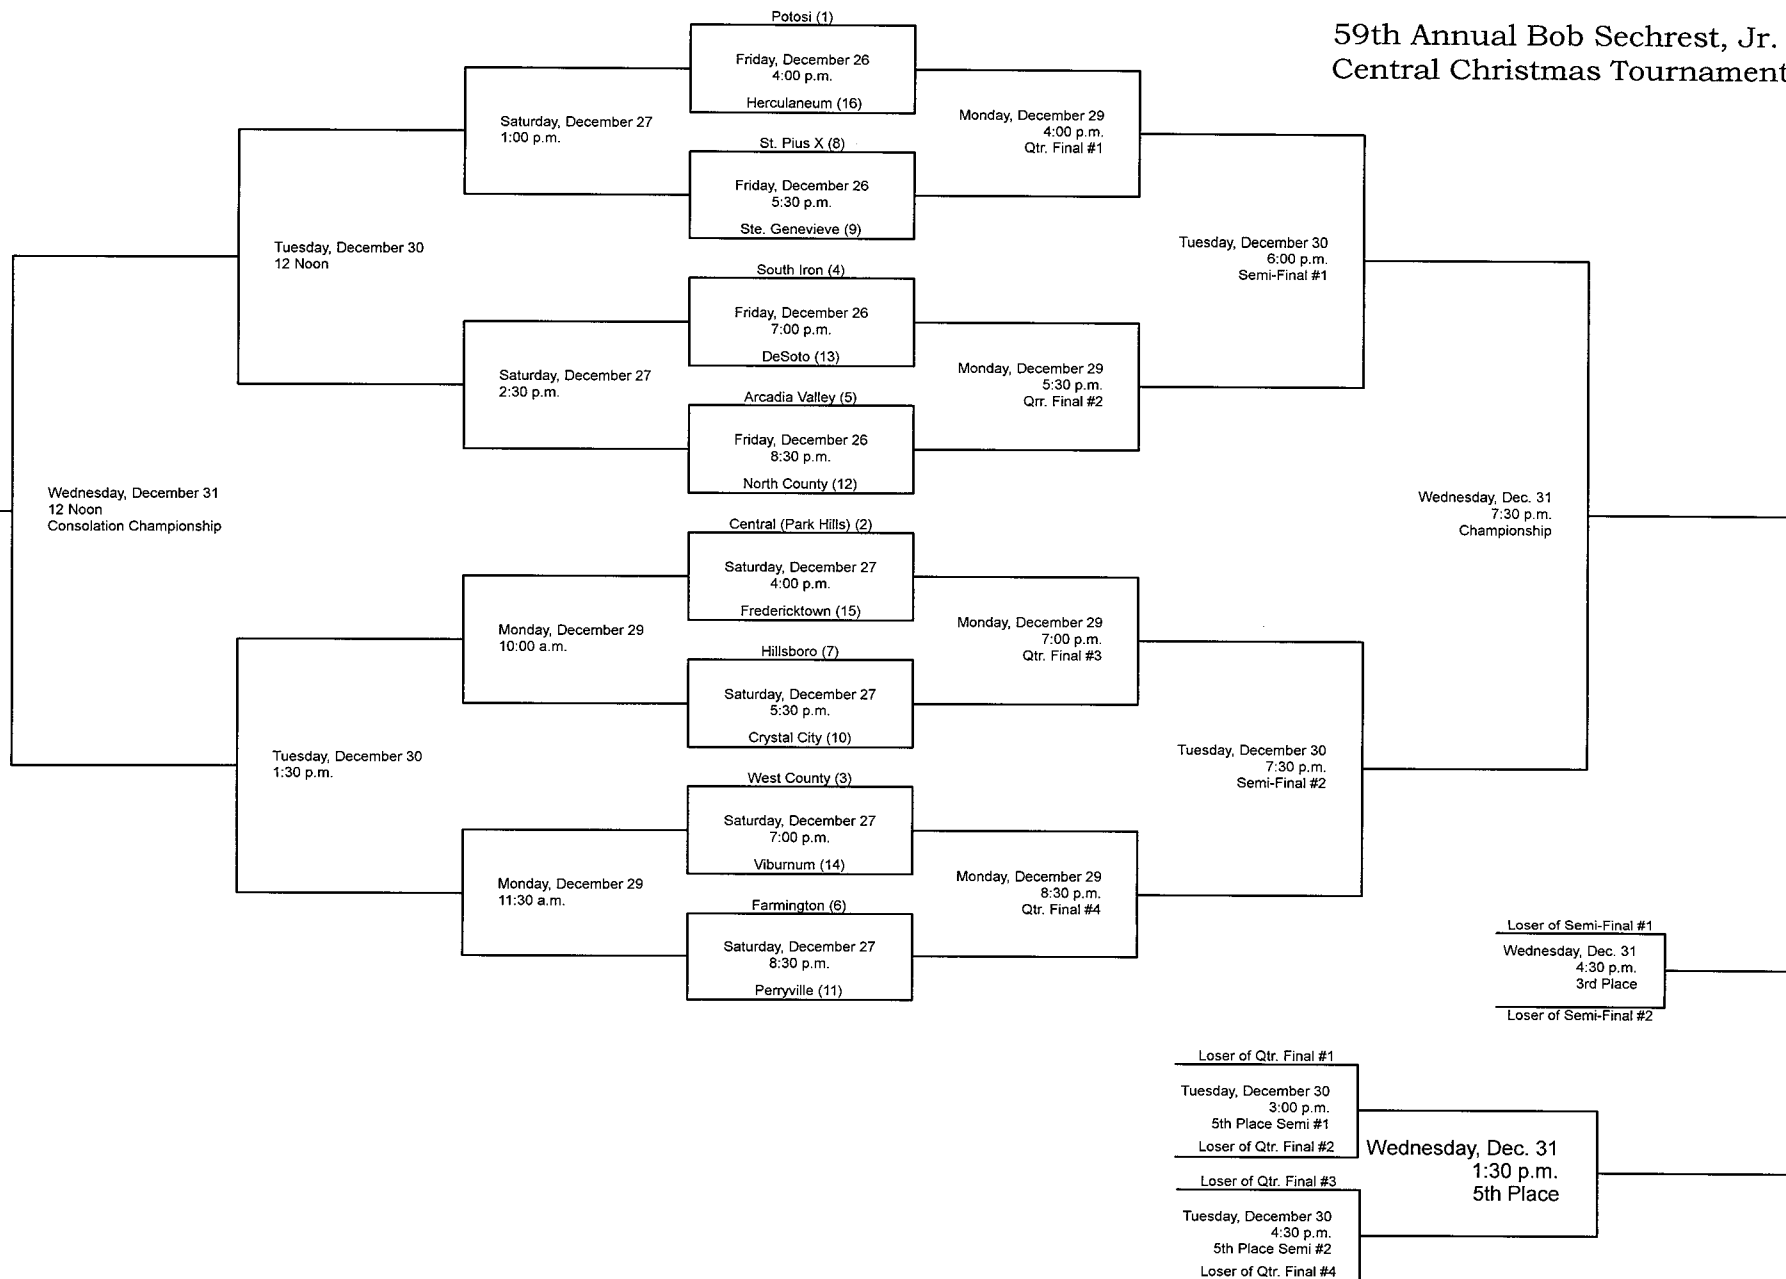 59th Annual Bob Sechrest, Jr.
Central Christmas Tournament
Potosi (1)
Friday, December 26
4:00 p.m.
Herculaneum (16)
St. Pius X (8)
Friday, December 26
5:30 p.m.
Ste. Genevieve (9)
South Iron (4)
Friday, December 26
7:00 p.m.
DeSoto (13)
Arcadia Valley (5)
Friday, December 26
8:30 p.m.
North County (12)
Central (Park Hills) (2)
Saturday, December 27
4:00 p.m.
Fredericktown (15)
Hillsboro (7)
Saturday, December 27
5:30 p.m.
Crystal City (10)
West County (3)
Saturday, December 27
7:00 p.m.
Viburnum (14)
Farmington (6)
Saturday, December 27
8:30 p.m.
Perryville (11)
Saturday, December 27
1:00 p.m.
Saturday, December 27
2:30 p.m.
Monday, December 29
10:00 a.m.
Monday, December 29
11:30 a.m.
Tuesday, December 30
12 Noon
Tuesday, December 30
1:30 p.m.
Wednesday, December 31
12 Noon
Consolation Championship
Monday, December 29
4:00 p.m.
Qtr. Final #1
Monday, December 29
5:30 p.m.
Qrr. Final #2
Monday, December 29
7:00 p.m.
Qtr. Final #3
Monday, December 29
8:30 p.m.
Qtr. Final #4
Tuesday, December 30
6:00 p.m.
Semi-Final #1
Tuesday, December 30
7:30 p.m.
Semi-Final #2
Wednesday, Dec. 31
7:30 p.m.
Championship
Loser of Semi-Final #1
Wednesday, Dec. 31
4:30 p.m.
3rd Place
Loser of Semi-Final #2
Loser of Qtr. Final #1
Tuesday, December 30
3:00 p.m.
5th Place Semi #1
Loser of Qtr. Final #2
Wednesday, Dec. 31
1:30 p.m.
5th Place
Loser of Qtr. Final #3
Tuesday, December 30
4:30 p.m.
5th Place Semi #2
Loser of Qtr. Final #4